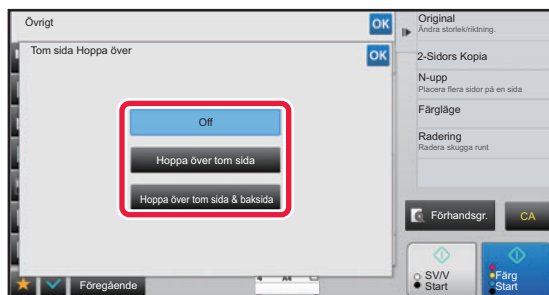 Övrigt
OK
Tom sida Hoppa över
OK
Off
Hoppa över tom sida
Hoppa över tom sida & baksida
Föregående
A4
Original
Ändra storlek/riktning.
2-Sidors Kopia
N-upp
Placera flera sidor på en sida
Färgläge
Radering
Radera skugga runt
Förhandsgr.
CA
SV/V
Start
Färg
Start